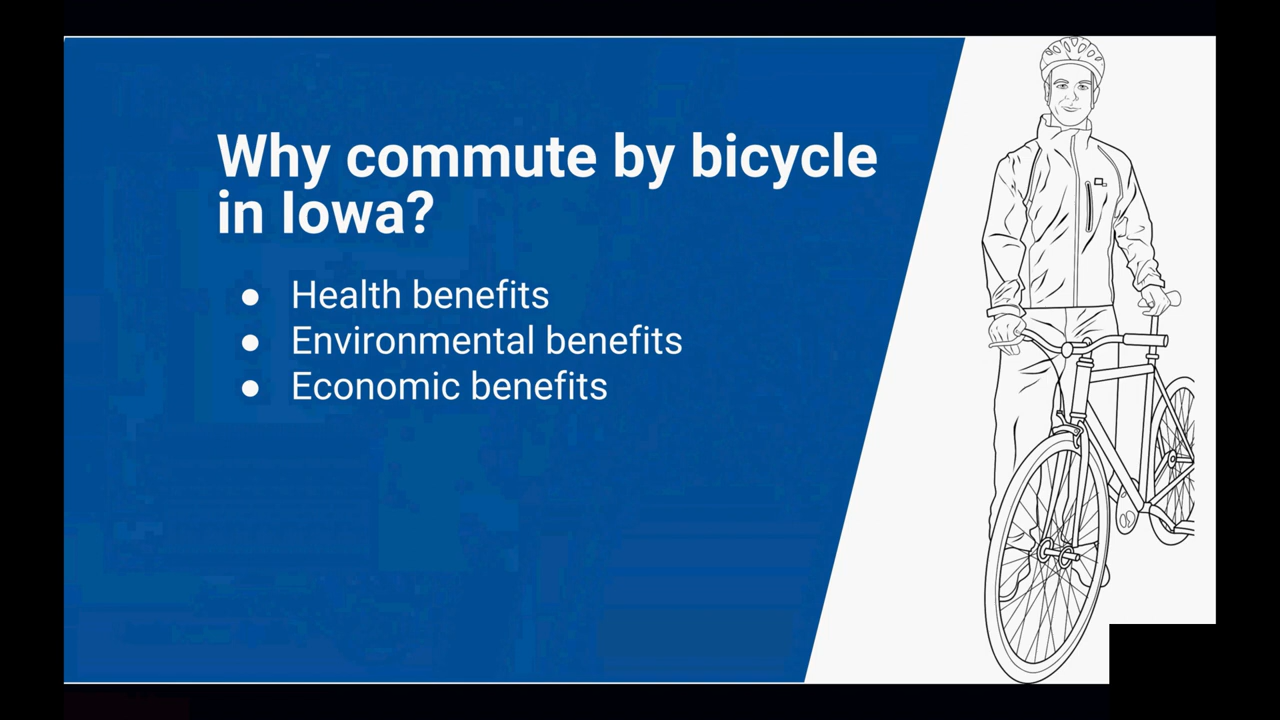 Why commute by bicycle
in Iowa?
● Health benefits
● Environmental benefits
● Economic benefits